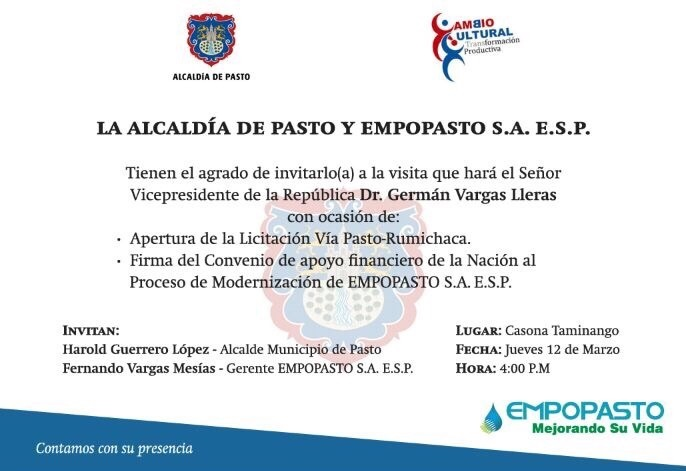 ALCALDÍA DE PASTO
CAMBIO
CULTURAL
Transformación
Productiva
LA ALCALDÍA DE PASTO Y EMPOPASTO S.A. E.S.P.
Tienen el agrado de invitarlo(a) a la visita que hará el Señor
Vicepresidente de la República Dr. Germán Vargas Lleras
con ocasión de:
· Apertura de la Licitación Vía Pasto-Rumichaca.
· Firma del Convenio de apoyo financiero de la Nación al
Proceso de Modernización de EMPOPASTO S.A. E.S.P.
INVITAN:
Harold Guerrero López - Alcalde Municipio de Pasto
Fernando Vargas Mesías - Gerente EMPOPASTO S.A. E.S.P.
LUGAR: Casona Taminango
FECHA: Jueves 12 de Marzo
HORA: 4:00 P.M
EMPOPASTO
Mejorando Su Vida
Contamos con su presencia